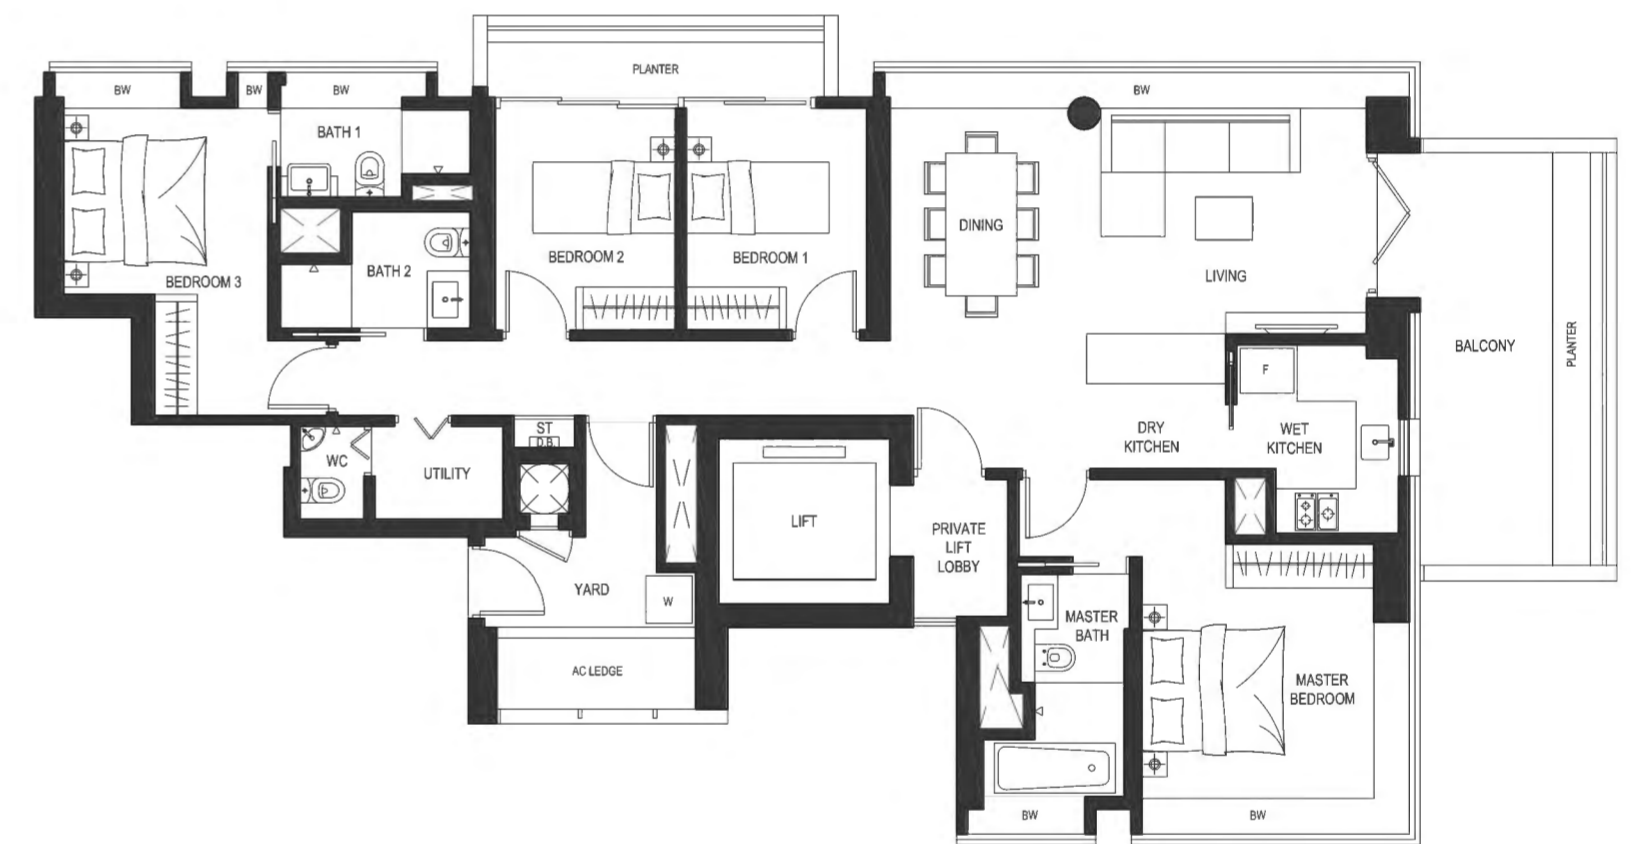 PLANTER
BW
BW
BW
BW
BATH 1
DINING
BEDROOM 2
BEDROOM 1
BATH 2
BEDROOM 3
LIVING
BALCONY
PLANTER
F
ST
D.B.
DRY
KITCHEN
WET
KITCHEN
WC
UTILITY
LIFT
PRIVATE
LIFT
LOBBY
YARD
W
MASTER
BATH
AC LEDGE
MASTER
BEDROOM
BW
BW